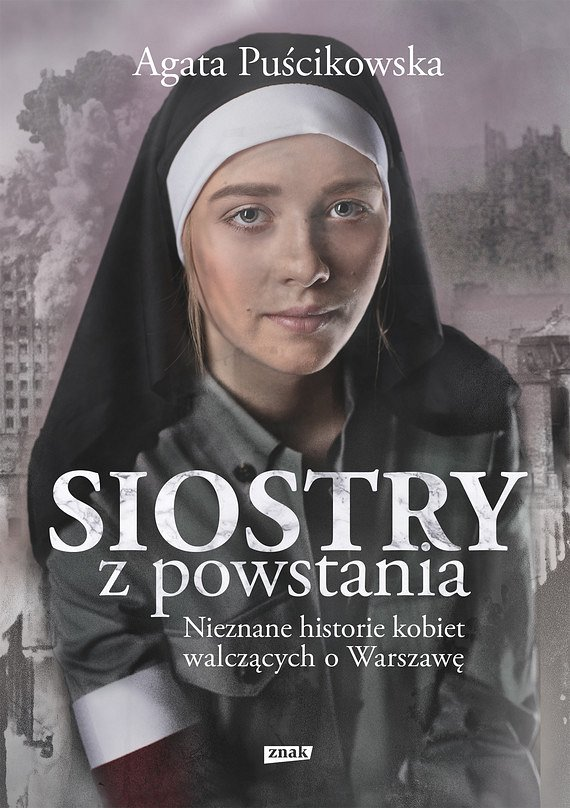 Agata Puścikowska
SIOSTRY
z powstania
Nieznane historie kobiet
walczących o Warszawę
znak